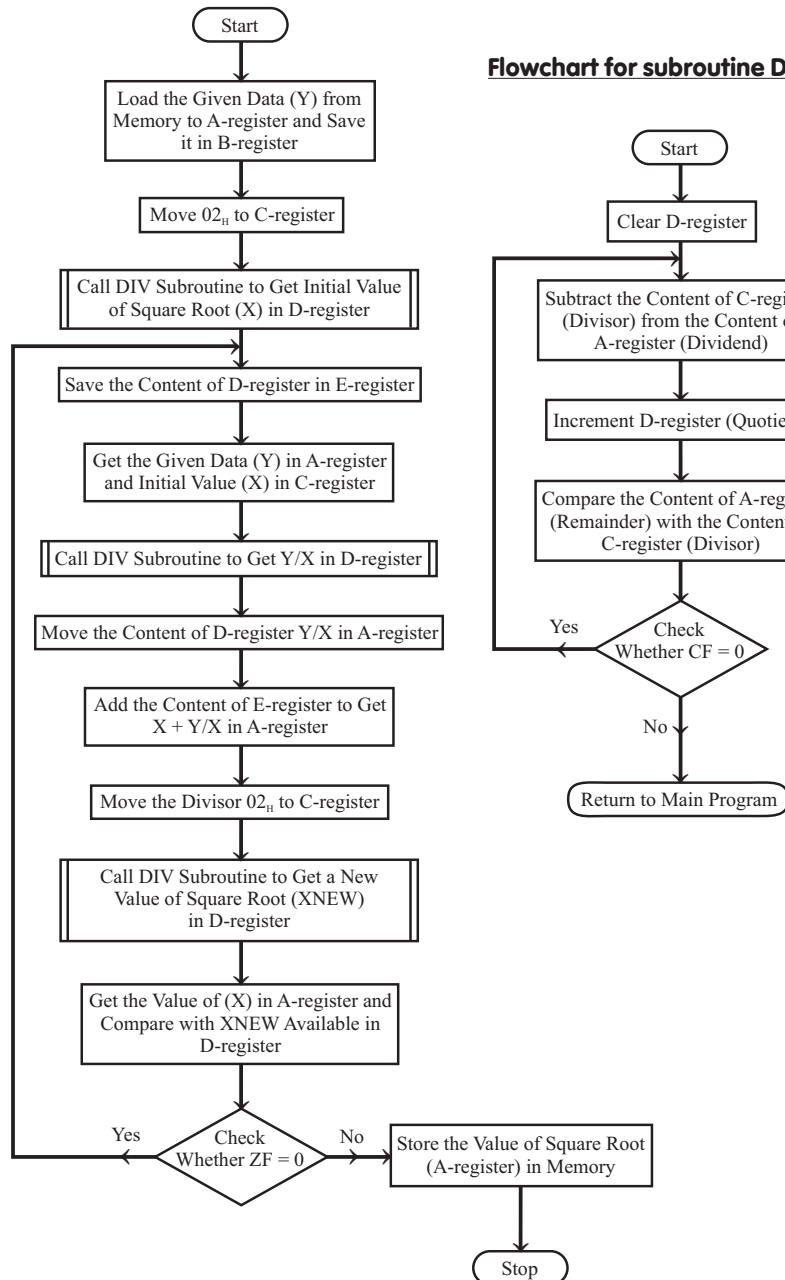 Start
Load the Given Data (Y) from
Memory to A-register and Save
it in B-register
Move 02H to C-register
Call DIV Subroutine to Get Initial Value
of Square Root (X) in D-register
Save the Content of D-register in E-register
Get the Given Data (Y) in A-register
and Initial Value (X) in C-register
Call DIV Subroutine to Get Y/X in D-register
Move the Content of D-register Y/X in A-register
Add the Content of E-register to Get
X + Y/X in A-register
Move the Divisor 02H to C-register
Call DIV Subroutine to Get a New
Value of Square Root (XNEW)
in D-register
Get the Value of (X) in A-register and
Compare with XNEW Available in
D-register
Yes
Check
Whether ZF = 0
No
Store the Value of Square Root
(A-register) in Memory
Stop
Flowchart for subroutine
Start
Clear D-register
Subtract the Content of
(Divisor) from the Content
A-register (Dividend)
Increment D-register
Compare the Content of
(Remainder) with the Content
C-register (Divisor)
Yes
Check
Whether CF = 0
No
Return to Main Program